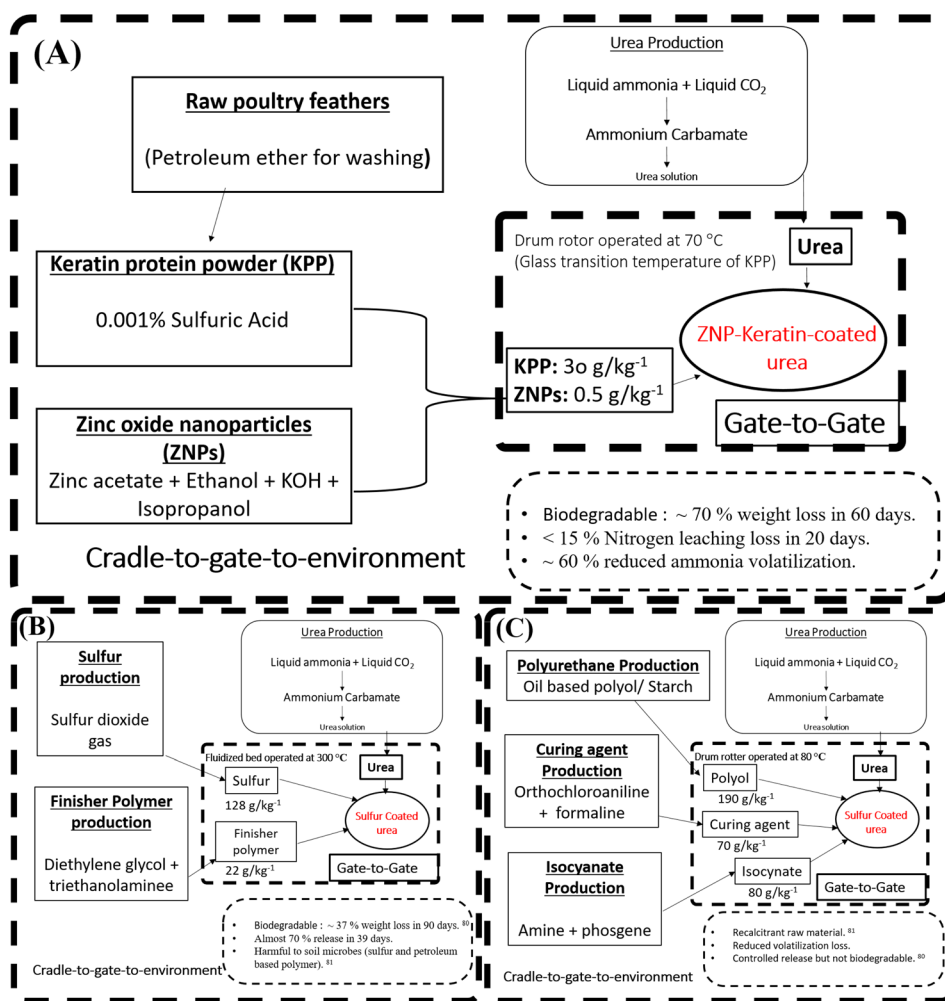 (A)
Raw poultry feathers
(Petroleum ether for washing)
Urea Production
Liquid ammonia + Liquid CO₂
Ammonium Carbamate
Urea solution
Keratin protein powder (KPP)
0.001% Sulfuric Acid
Drum rotor operated at 70 °C
(Glass transition temperature of KPP)
Urea
ZNP-Keratin-coated
urea
KPP: 3o g/kg⁻¹
ZNPs: 0.5 g/kg⁻¹
Gate-to-Gate
Zinc oxide nanoparticles
(ZNPs)
Zinc acetate + Ethanol + KOH +
Isopropanol
Cradle-to-gate-to-environment
• Biodegradable : ~ 70 % weight loss in 60 days.
• < 15 % Nitrogen leaching loss in 20 days.
• ~ 60 % reduced ammonia volatilization.
(B)
Sulfur
production
Sulfur dioxide
gas
Urea Production
Liquid ammonia + Liquid CO₂
Ammonium Carbamate
Urea solution
Fluidized bed operated at 300 °C
Urea
Sulfur
128 g/kg⁻¹
Sulfur Coated
urea
Finisher Polymer
production
Diethylene glycol +
triethanolaminee
Finisher
polymer
22 g/kg⁻¹
Gate-to-Gate
• Biodegradable : ~ 37 % weight loss in 90 days. ⁸⁰
• Almost 70 % release in 39 days.
• Harmful to soil microbes (sulfur and petroleum
based polymer). ⁸¹
Cradle-to-gate-to-environment
(C)
Polyurethane Production
Oil based polyol/ Starch
Urea Production
Liquid ammonia + Liquid CO₂
Ammonium Carbamate
Urea solution
Curing agent
Production
Orthochloroaniline
+ formaline
Drum rotter operated at 80 °C
Urea
Polyol
190 g/kg⁻¹
Curing agent
70 g/kg⁻¹
Sulfur Coated
urea
Isocynate
80 g/kg⁻¹
Gate-to-Gate
Isocyanate
Production
Amine + phosgene
• Recalcitrant raw material. ⁸¹
• Reduced volatilization loss.
• Controlled release but not biodegradable. ⁸⁰
Cradle-to-gate-to-environment